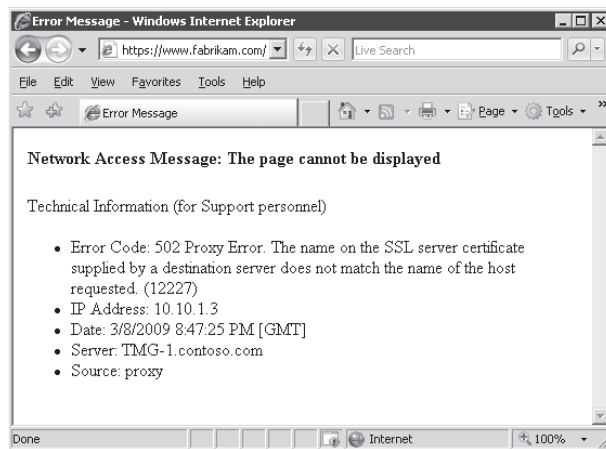 Error Message - Windows Internet Explorer
https://www.fabrikam.com/
Live Search
File Edit View Favorites Tools Help
Error Message
Page Tools »
Network Access Message: The page cannot be displayed
Technical Information (for Support personnel)
• Error Code: 502 Proxy Error. The name on the SSL server certificate
supplied by a destination server does not match the name of the host
requested. (12227)
• IP Address: 10.10.1.3
• Date: 3/8/2009 8:47:25 PM [GMT]
• Server: TMG-1.contoso.com
• Source: proxy
Done
Internet
100%